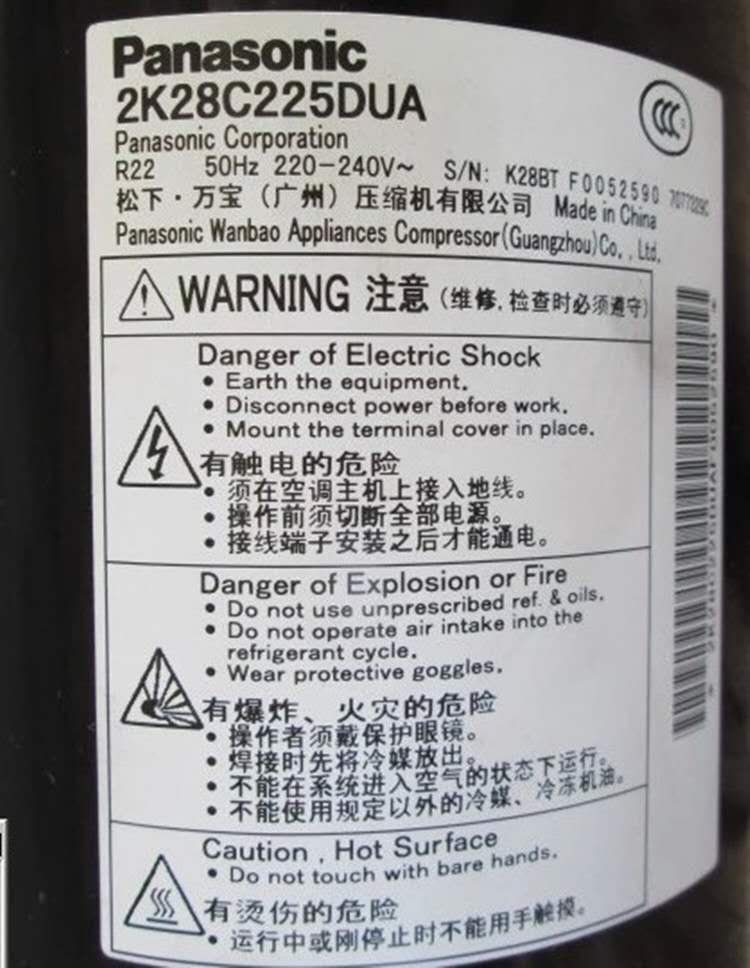 Panasonic
2K28C225DUA
Panasonic Corporation
R22 50Hz 220-240V~ S/N: K28BT F0052590
松下·万宝（广州）压缩机有限公司 Made in China
Panasonic Wanbao Appliances Compressor(Guangzhou)Co., Ltd.
WARNING 注意（维修,检查时必须遵守）
Danger of Electric Shock
• Earth the equipment.
• Disconnect power before work.
• Mount the terminal cover in place.
有触电的危险
• 须在空调主机上接入地线。
• 操作前须切断全部电源。
• 接线端子安装之后才能通电。
Danger of Explosion or Fire
• Do not use unprescribed ref. & oils.
• Do not operate air intake into the
refrigerant cycle.
• Wear protective goggles.
有爆炸、火灾的危险
• 操作者须戴保护眼镜。
• 焊接时先将冷媒放出。
• 不能在系统进入空气的状态下运行。
• 不能使用规定以外的冷媒、冷冻机油。
Caution , Hot Surface
• Do not touch with bare hands.
有烫伤的危险
• 运行中或刚停止时不能用手触摸。